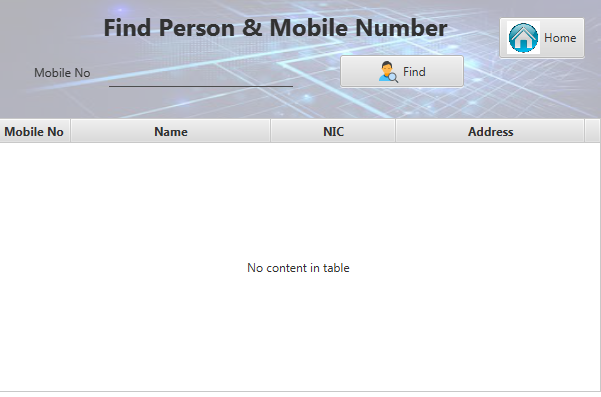 Find Person & Mobile Number
Home
Mobile No
Find
Mobile No Name NIC Address
No content in table